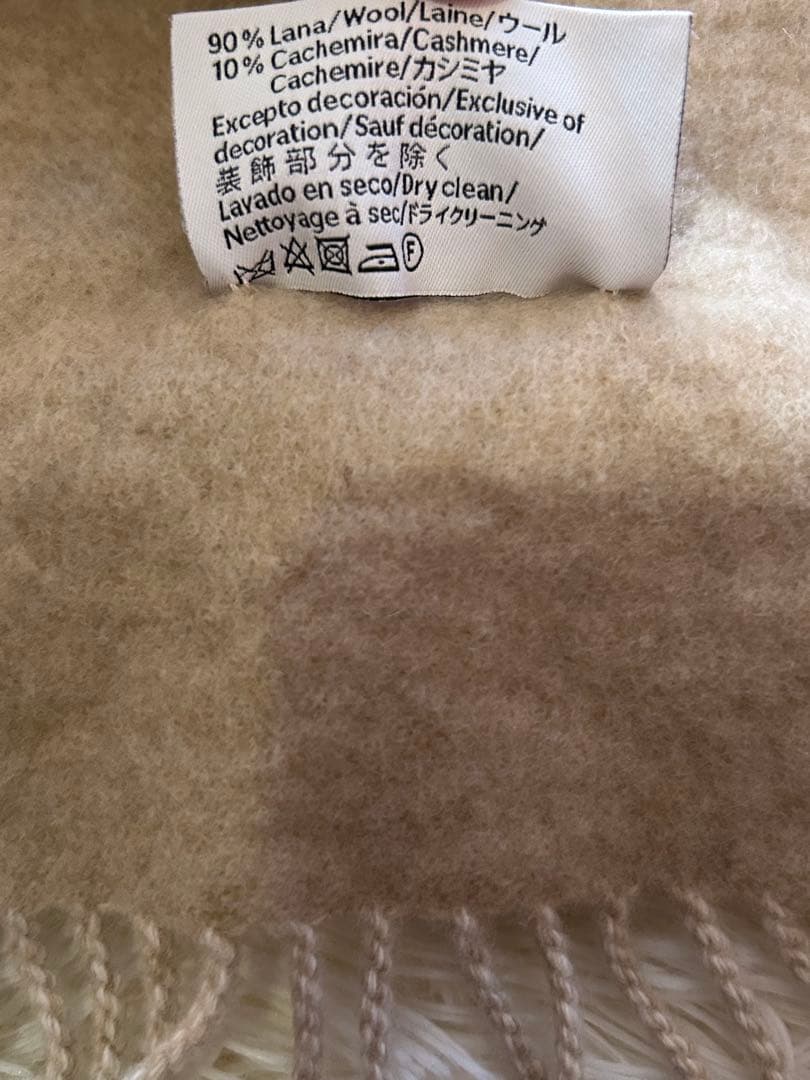 90% Lana/Wool/Laine/ウール
10% Cachemira/Cashmere/
Cachemire/カシミヤ
Excepto decoración/Exclusive of
decoration/Sauf décoration/
装飾部分を除く
Lavado en seco/Dry clean/
Nettoyage à sec/ドライクリーニング
F